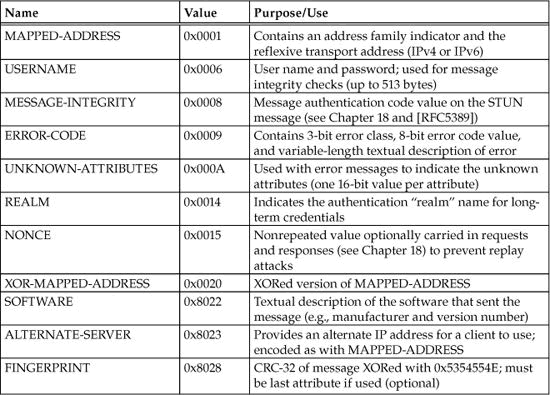 Name Value Purpose/Use
MAPPED-ADDRESS 0x0001 Contains an address family indicator and the
reflexive transport address (IPv4 or IPv6)
USERNAME 0x0006 User name and password; used for message
integrity checks (up to 513 bytes)
MESSAGE-INTEGRITY 0x0008 Message authentication code value on the STUN
message (see Chapter 18 and [RFC5389])
ERROR-CODE 0x0009 Contains 3-bit error class, 8-bit error code value,
and variable-length textual description of error
UNKNOWN-ATTRIBUTES 0x000A Used with error messages to indicate the unknown
attributes (one 16-bit value per attribute)
REALM 0x0014 Indicates the authentication “realm” name for long-
term credentials
NONCE 0x0015 Nonrepeated value optionally carried in requests
and responses (see Chapter 18) to prevent replay
attacks
XOR-MAPPED-ADDRESS 0x0020 XORed version of MAPPED-ADDRESS
SOFTWARE 0x8022 Textual description of the software that sent the
message (e.g., manufacturer and version number)
ALTERNATE-SERVER 0x8023 Provides an alternate IP address for a client to use;
encoded as with MAPPED-ADDRESS
FINGERPRINT 0x8028 CRC-32 of message XORed with 0x5354554E; must
be last attribute if used (optional)